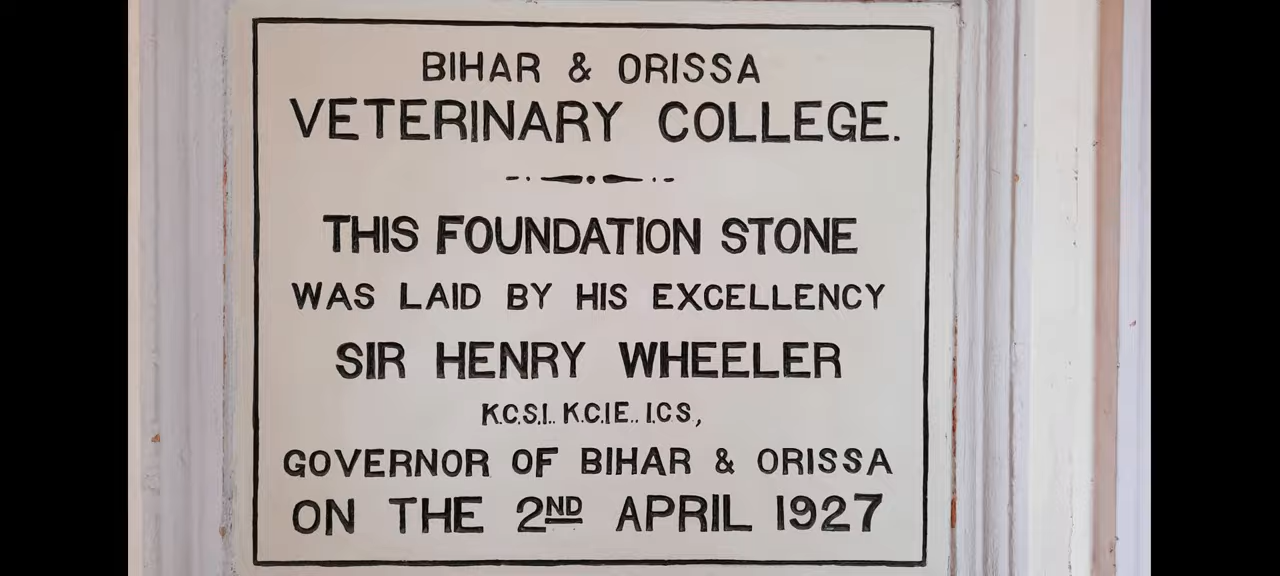 BIHAR & ORISSA
VETERINARY COLLEGE.
THIS FOUNDATION STONE
WAS LAID BY HIS EXCELLENCY
SIR HENRY WHEELER
K.C.S.I.. K.C.I.E.. I.C.S,
GOVERNOR OF BIHAR & ORISSA
ON THE 2ND APRIL 1927